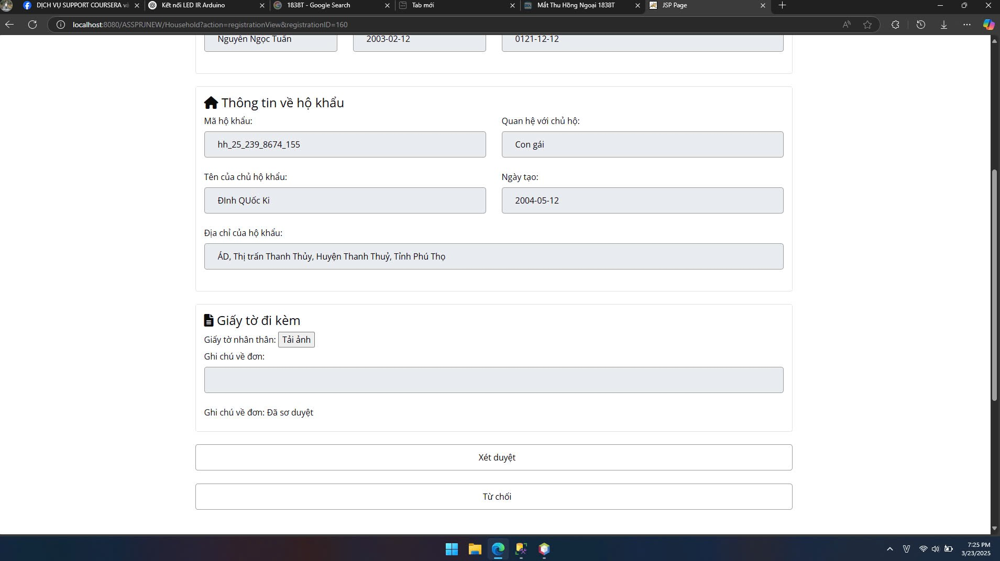 DỊCH VỤ SUPPORT COURSERA và
Kết nối LED IR Arduino
1838T - Google Search
Tab mới
Mắt Thu Hồng Ngoại 1838T
JSP Page
localhost:8080/ASSPRJNEW/Household?action=registrationView&registrationID=160
Nguyễn Ngọc Tuấn
2003-02-12
0121-12-12
Thông tin về hộ khẩu
Mã hộ khẩu:
Quan hệ với chủ hộ:
hh_25_239_8674_155
Con gái
Tên của chủ hộ khẩu:
Ngày tạo:
ĐInh QUốc Ki
2004-05-12
Địa chỉ của hộ khẩu:
ÁD, Thị trấn Thanh Thủy, Huyện Thanh Thuỷ, Tỉnh Phú Thọ
Giấy tờ đi kèm
Giấy tờ nhân thân: Tải ảnh
Ghi chú về đơn:
Ghi chú về đơn: Đã sơ duyệt
Xét duyệt
Từ chối
V
7:25 PM
3/23/2025